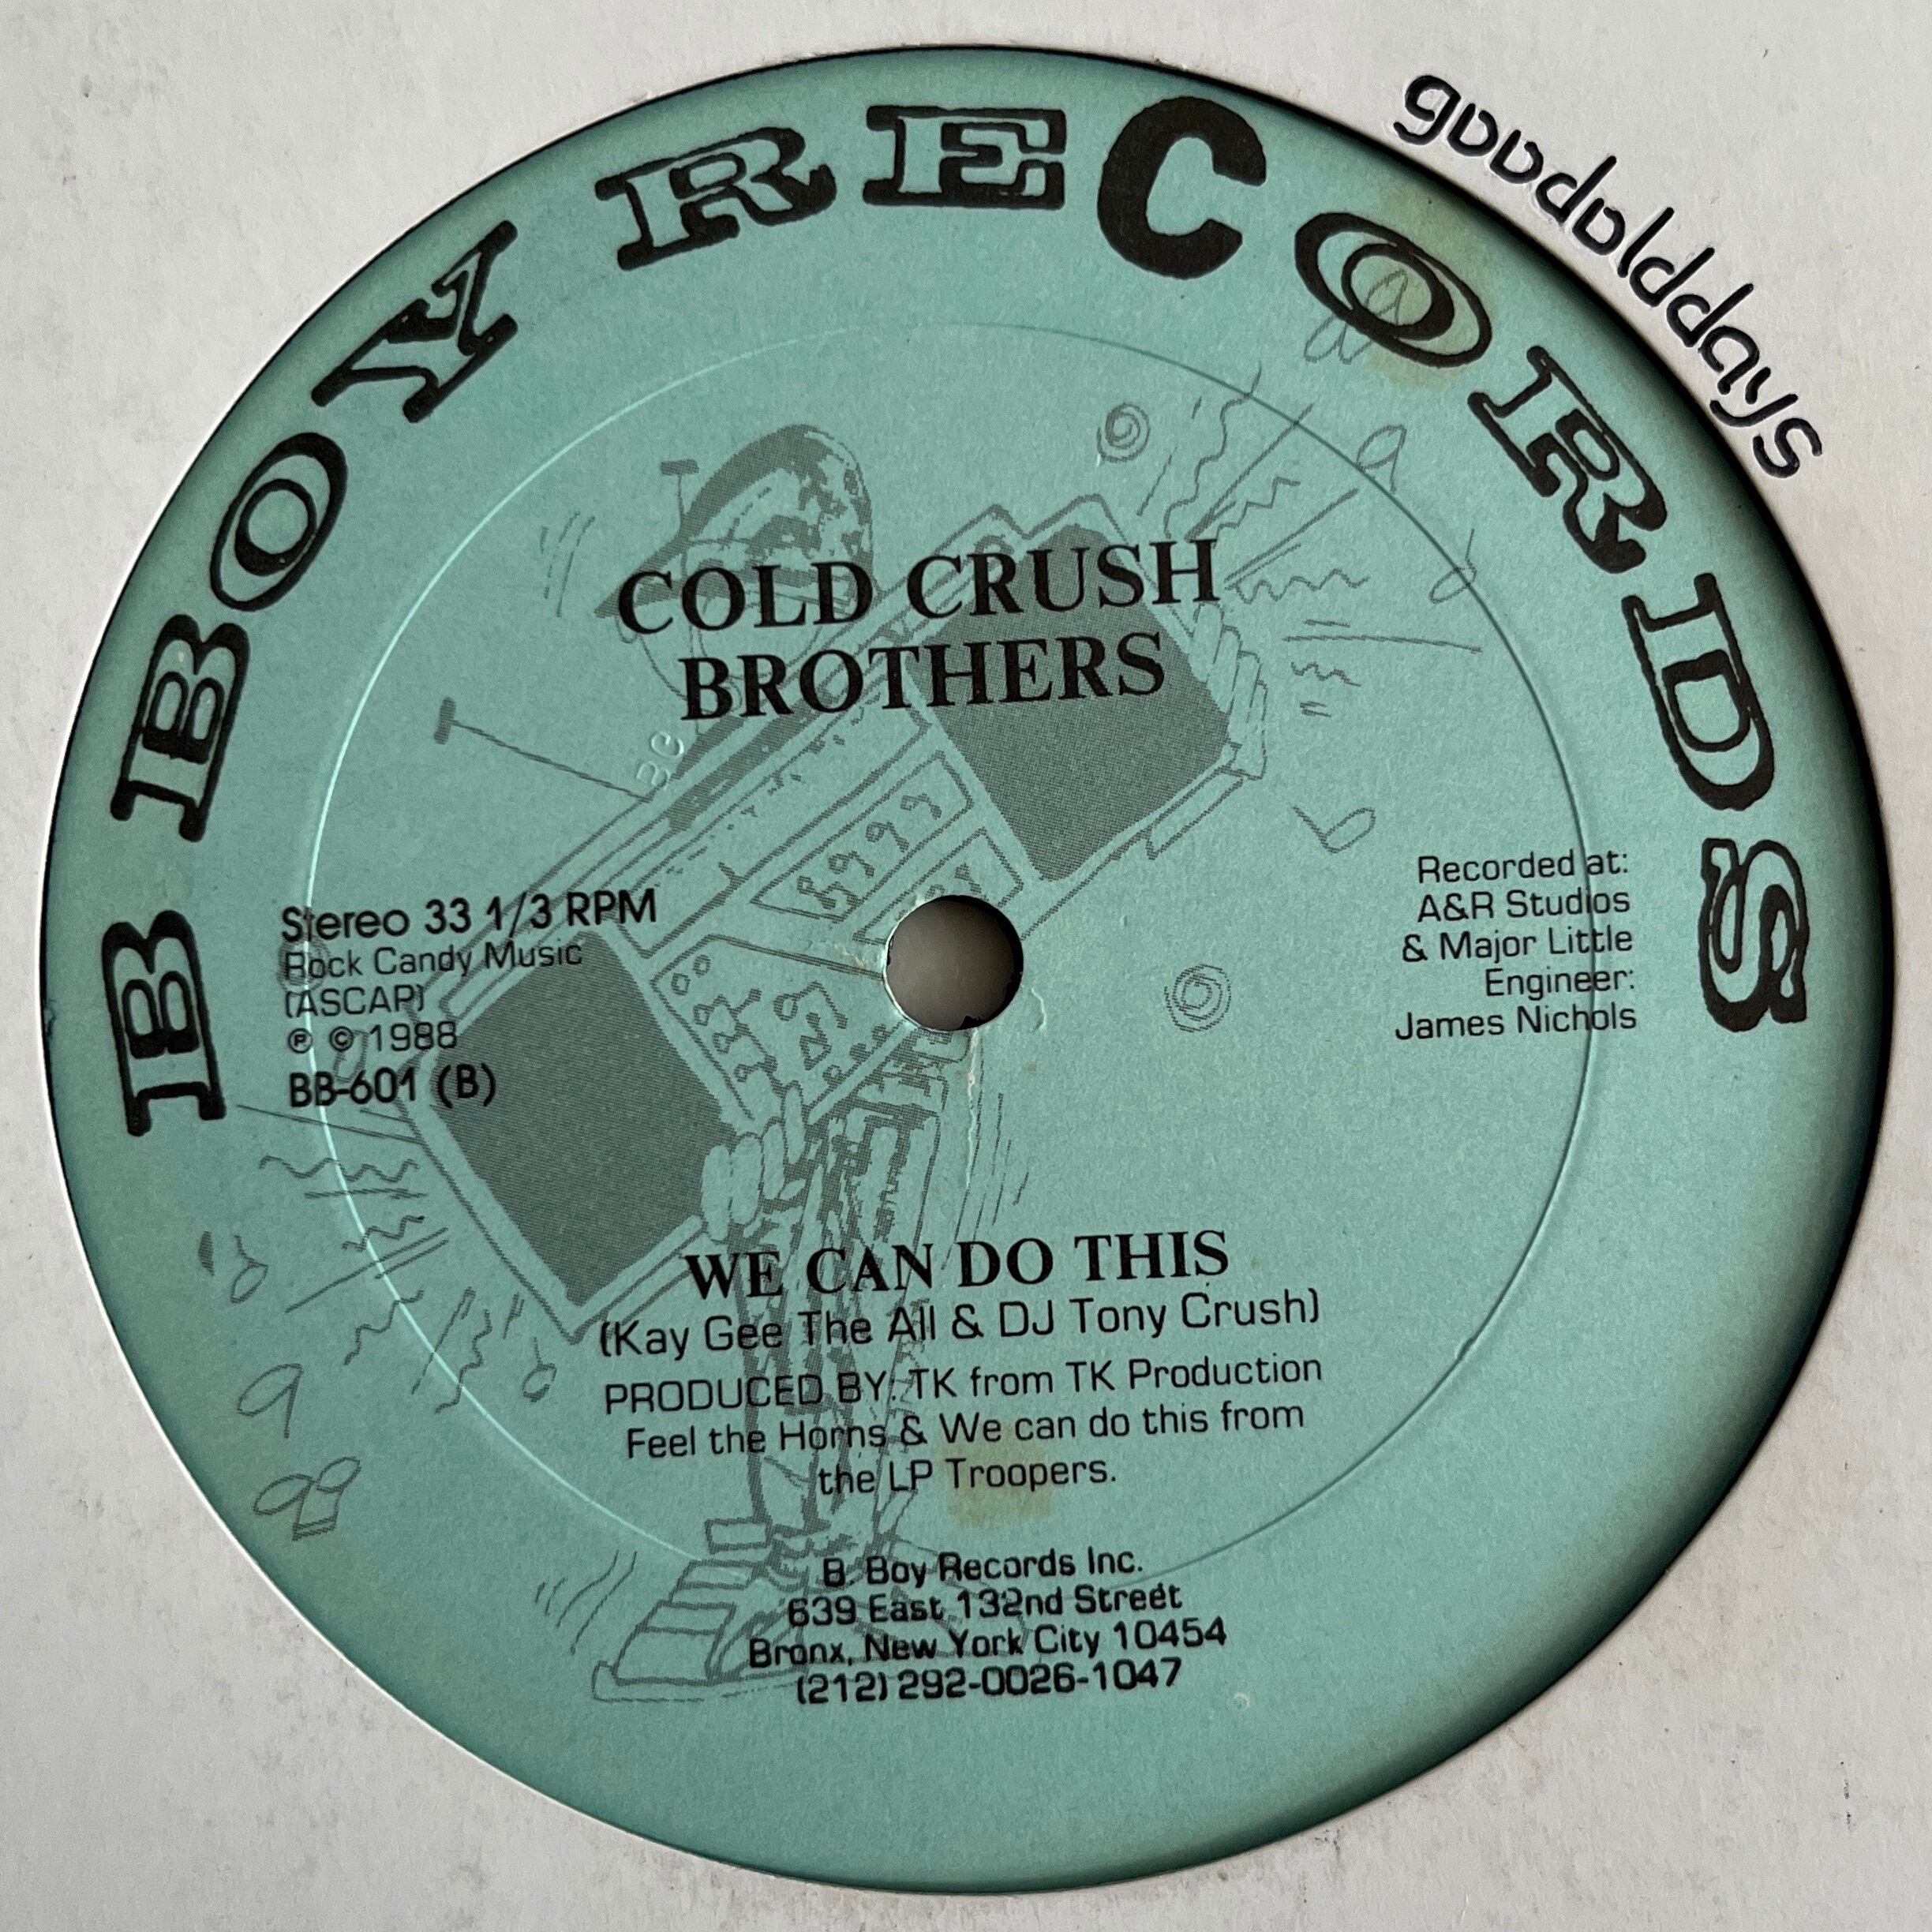 B BOY RECORDS
goodolddays
COLD CRUSH
BROTHERS
Stereo 33 1/3 RPM
Rock Candy Music
(ASCAP)
℗ © 1988
BB-601 (B)
Recorded at:
A&R Studios
& Major Little
Engineer:
James Nichols
WE CAN DO THIS
(Kay Gee The All & DJ Tony Crush)
PRODUCED BY: TK from TK Production
Feel the Horns & We can do this from
the LP Troopers.
B. Boy Records Inc.
639 East 132nd Street
Bronx, New York City 10454
(212) 292-0026-1047